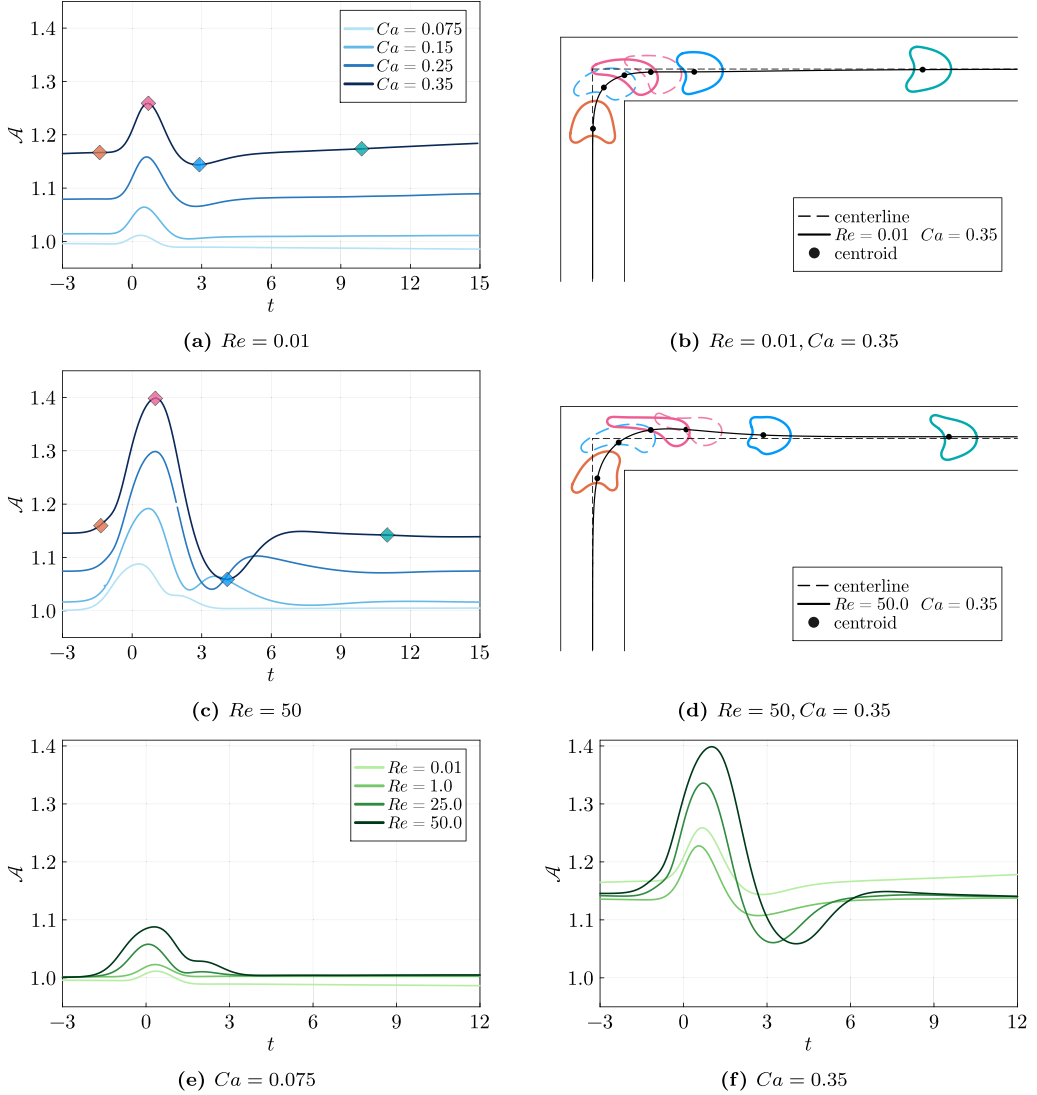 1.4
1.3
1.2
1.1
1.0
𝒜
Ca = 0.075
Ca = 0.15
Ca = 0.25
Ca = 0.35
−3 0 3 6 9 12 15
t
(a) Re = 0.01
centerline
Re = 0.01 Ca = 0.35
centroid
(b) Re = 0.01, Ca = 0.35
1.4
1.3
1.2
1.1
1.0
𝒜
−3 0 3 6 9 12 15
t
(c) Re = 50
centerline
Re = 50.0 Ca = 0.35
centroid
(d) Re = 50, Ca = 0.35
1.4
1.3
1.2
1.1
1.0
𝒜
Re = 0.01
Re = 1.0
Re = 25.0
Re = 50.0
−3 0 3 6 9 12
t
(e) Ca = 0.075
1.4
1.3
1.2
1.1
1.0
𝒜
−3 0 3 6 9 12
t
(f) Ca = 0.35